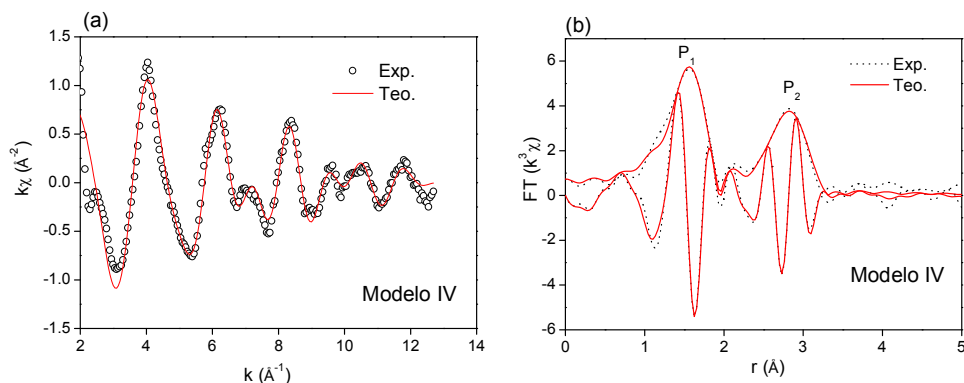 (a)
1.5
1.0
0.5
0.0
-0.5
-1.0
-1.5
kχ (Å⁻²)
Exp.
Teo.
Modelo IV
2 4 6 8 10 12 14
k (Å⁻¹)
(b)
6
4
2
0
-2
-4
-6
FT (k³χ)
P₁
P₂
Exp.
Teo.
Modelo IV
0 1 2 3 4 5
r (Å)